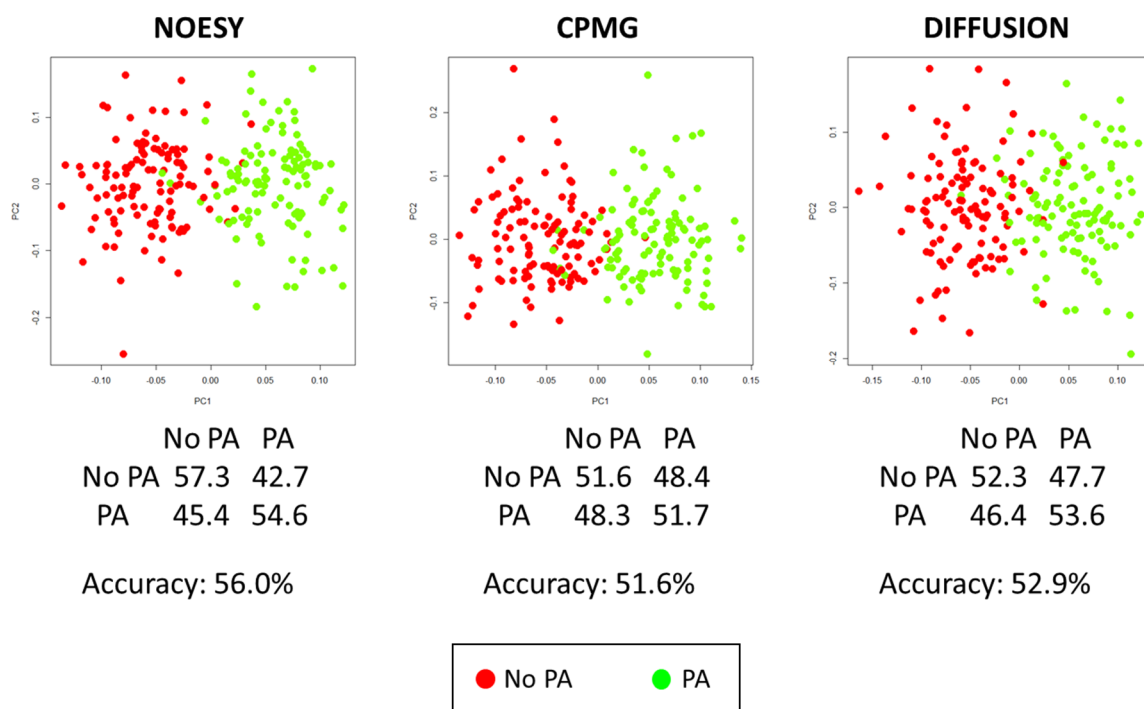 NOESY
CPMG
DIFFUSION
PC2
0.1
0.0
-0.1
-0.2
-0.10
-0.05
0.00
0.05
0.10
PC1
PC2
0.2
0.1
0.0
-0.1
-0.10
-0.05
0.00
0.05
0.10
0.15
PC1
PC2
0.1
0.0
-0.1
-0.2
-0.15
-0.10
-0.05
0.00
0.05
0.10
PC1
No PA PA
No PA 57.3 42.7
PA 45.4 54.6
Accuracy: 56.0%
No PA PA
No PA 51.6 48.4
PA 48.3 51.7
Accuracy: 51.6%
No PA PA
No PA 52.3 47.7
PA 46.4 53.6
Accuracy: 52.9%
No PA PA